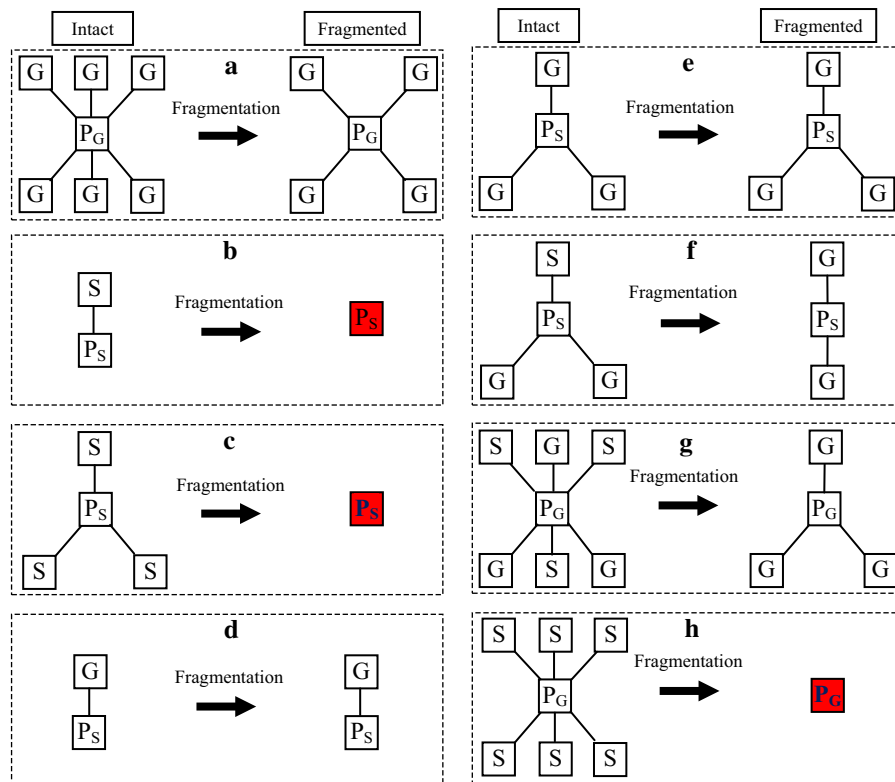 Intact Fragmented
G G G a G G
Fragmentation
P_G P_G
G G G G G
b
S Fragmentation
P_S
P_S
S c
Fragmentation
P_S P_S
S S
d
G Fragmentation G
P_S P_S
Intact Fragmented
G e G
Fragmentation
P_S P_S
G G G G
S f G
Fragmentation
P_S P_S
G G G
S G S g G
Fragmentation
P_G P_G
G S G G G
S S S h
Fragmentation
P_G P_G
S S S